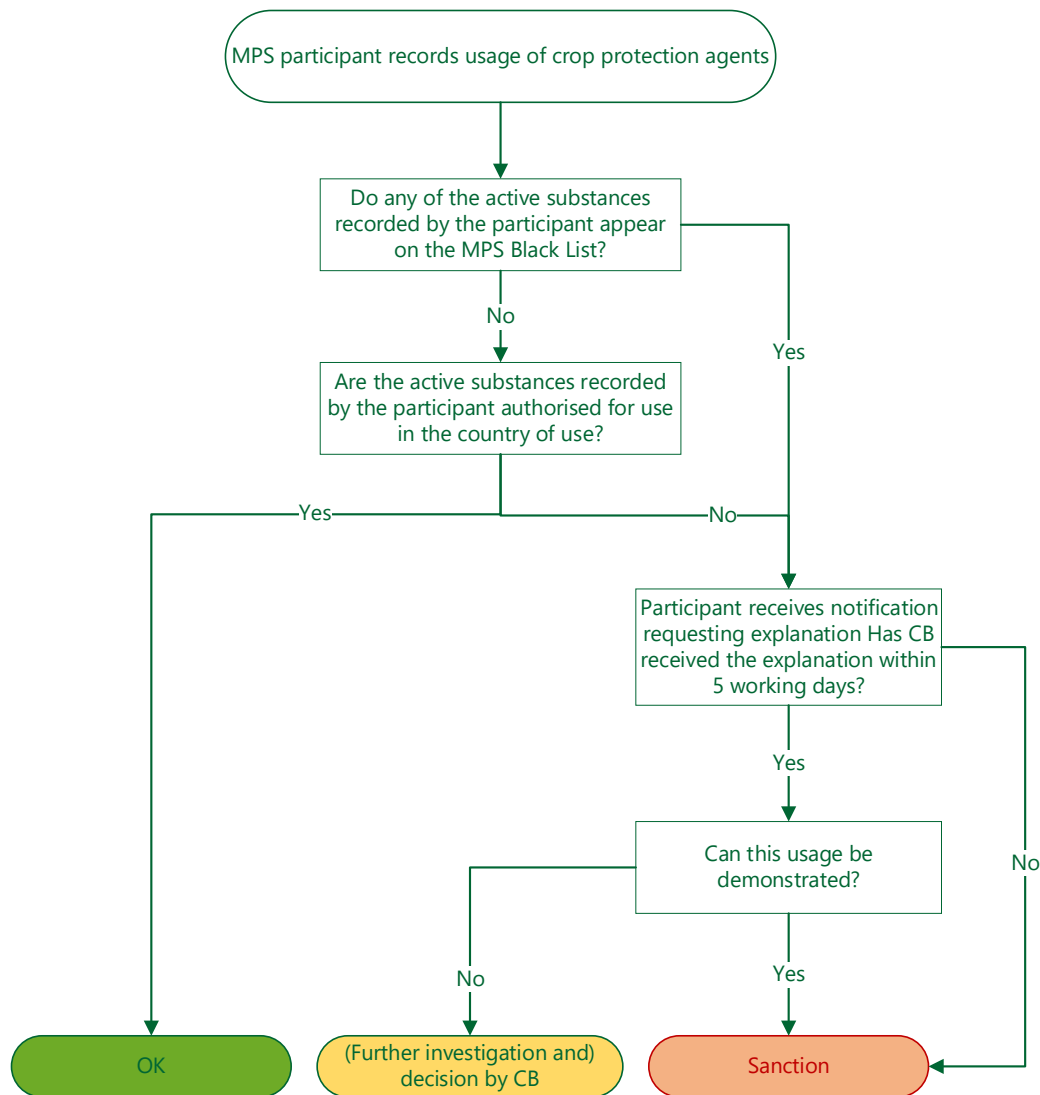 MPS participant records usage of crop protection agents
Do any of the active substances
recorded by the participant appear
on the MPS Black List?
No
Yes
Are the active substances recorded
by the participant authorised for use
in the country of use?
Yes
No
Participant receives notification
requesting explanation Has CB
received the explanation within
5 working days?
Yes
Can this usage be
demonstrated?
No
No
Yes
OK
(Further investigation and)
decision by CB
Sanction